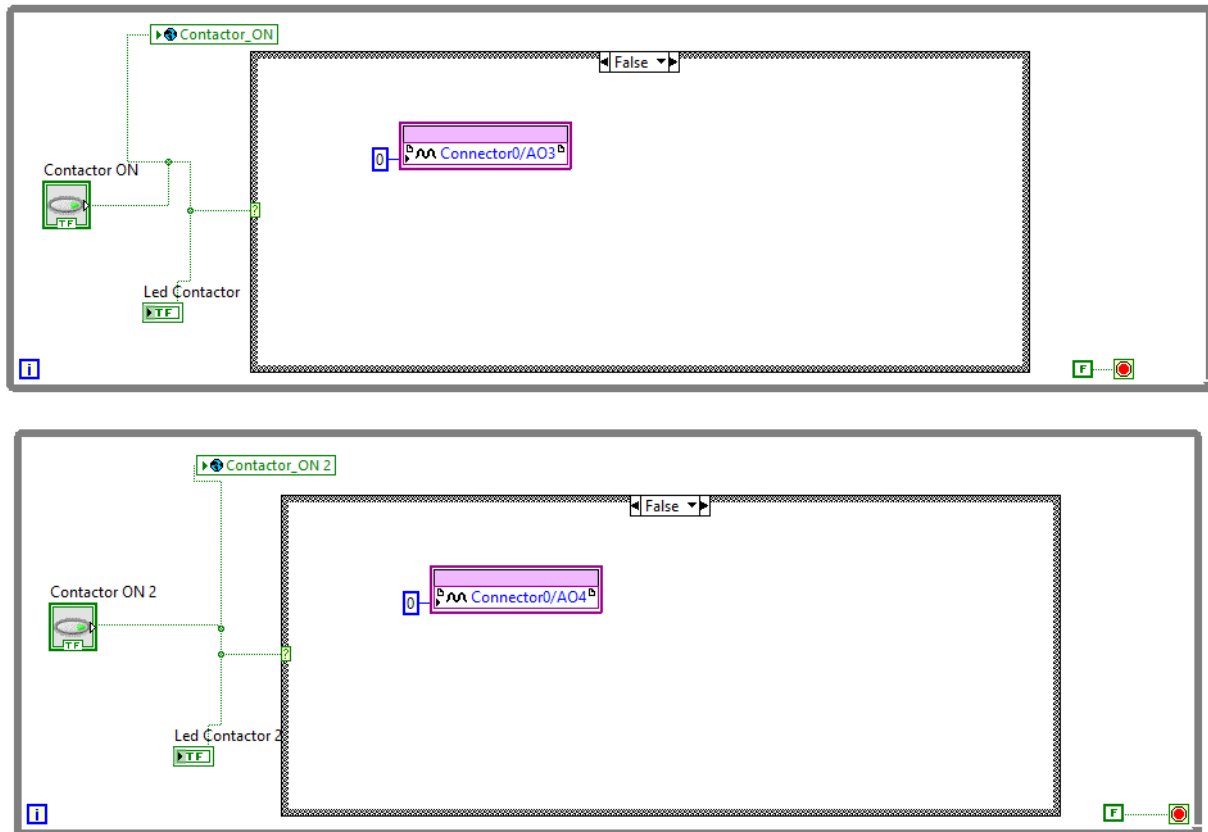 Contactor_ON
False
0
Connector0/AO3
Contactor ON
TF
?
Led Contactor
TF
i
F
Contactor_ON 2
False
0
Connector0/AO4
Contactor ON 2
TF
?
Led Contactor 2
TF
i
F